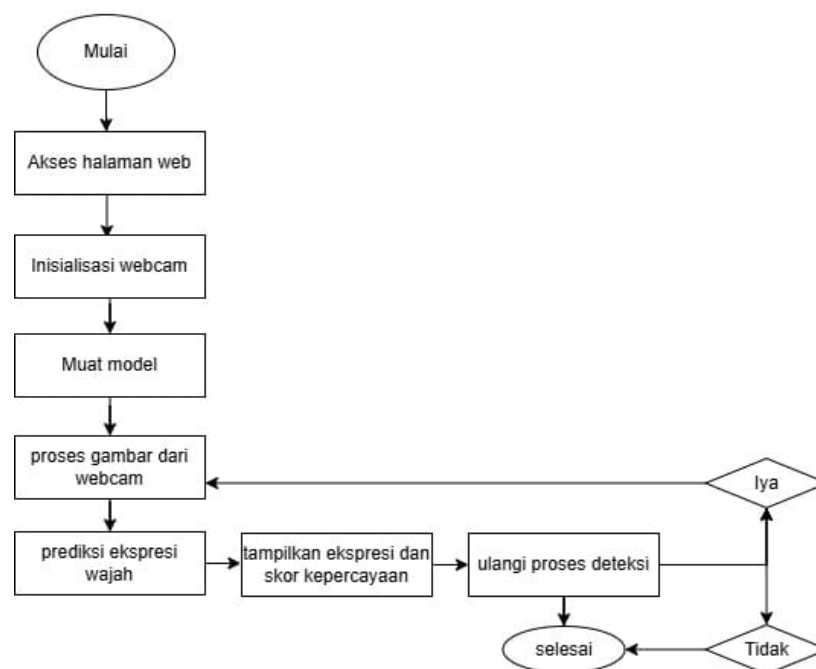 Mulai
Akses halaman web
Inisialisasi webcam
Muat model
proses gambar dari
webcam
Iya
prediksi ekspresi
wajah
tampilkan ekspresi dan
skor kepercayaan
ulangi proses deteksi
selesai
Tidak